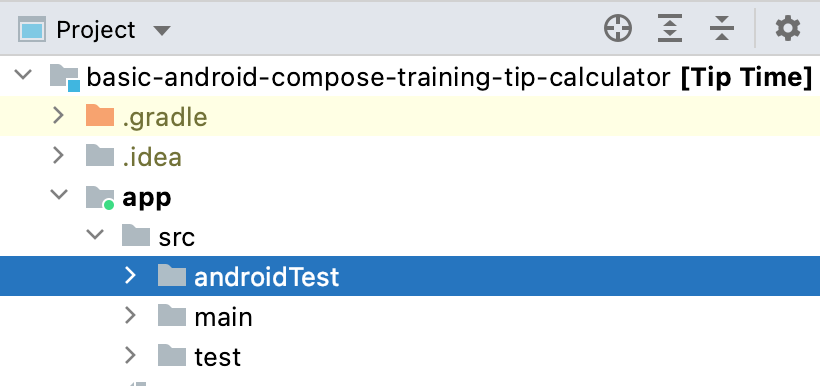 Project
basic-android-compose-training-tip-calculator [Tip Time]
.gradle
.idea
app
src
androidTest
main
test